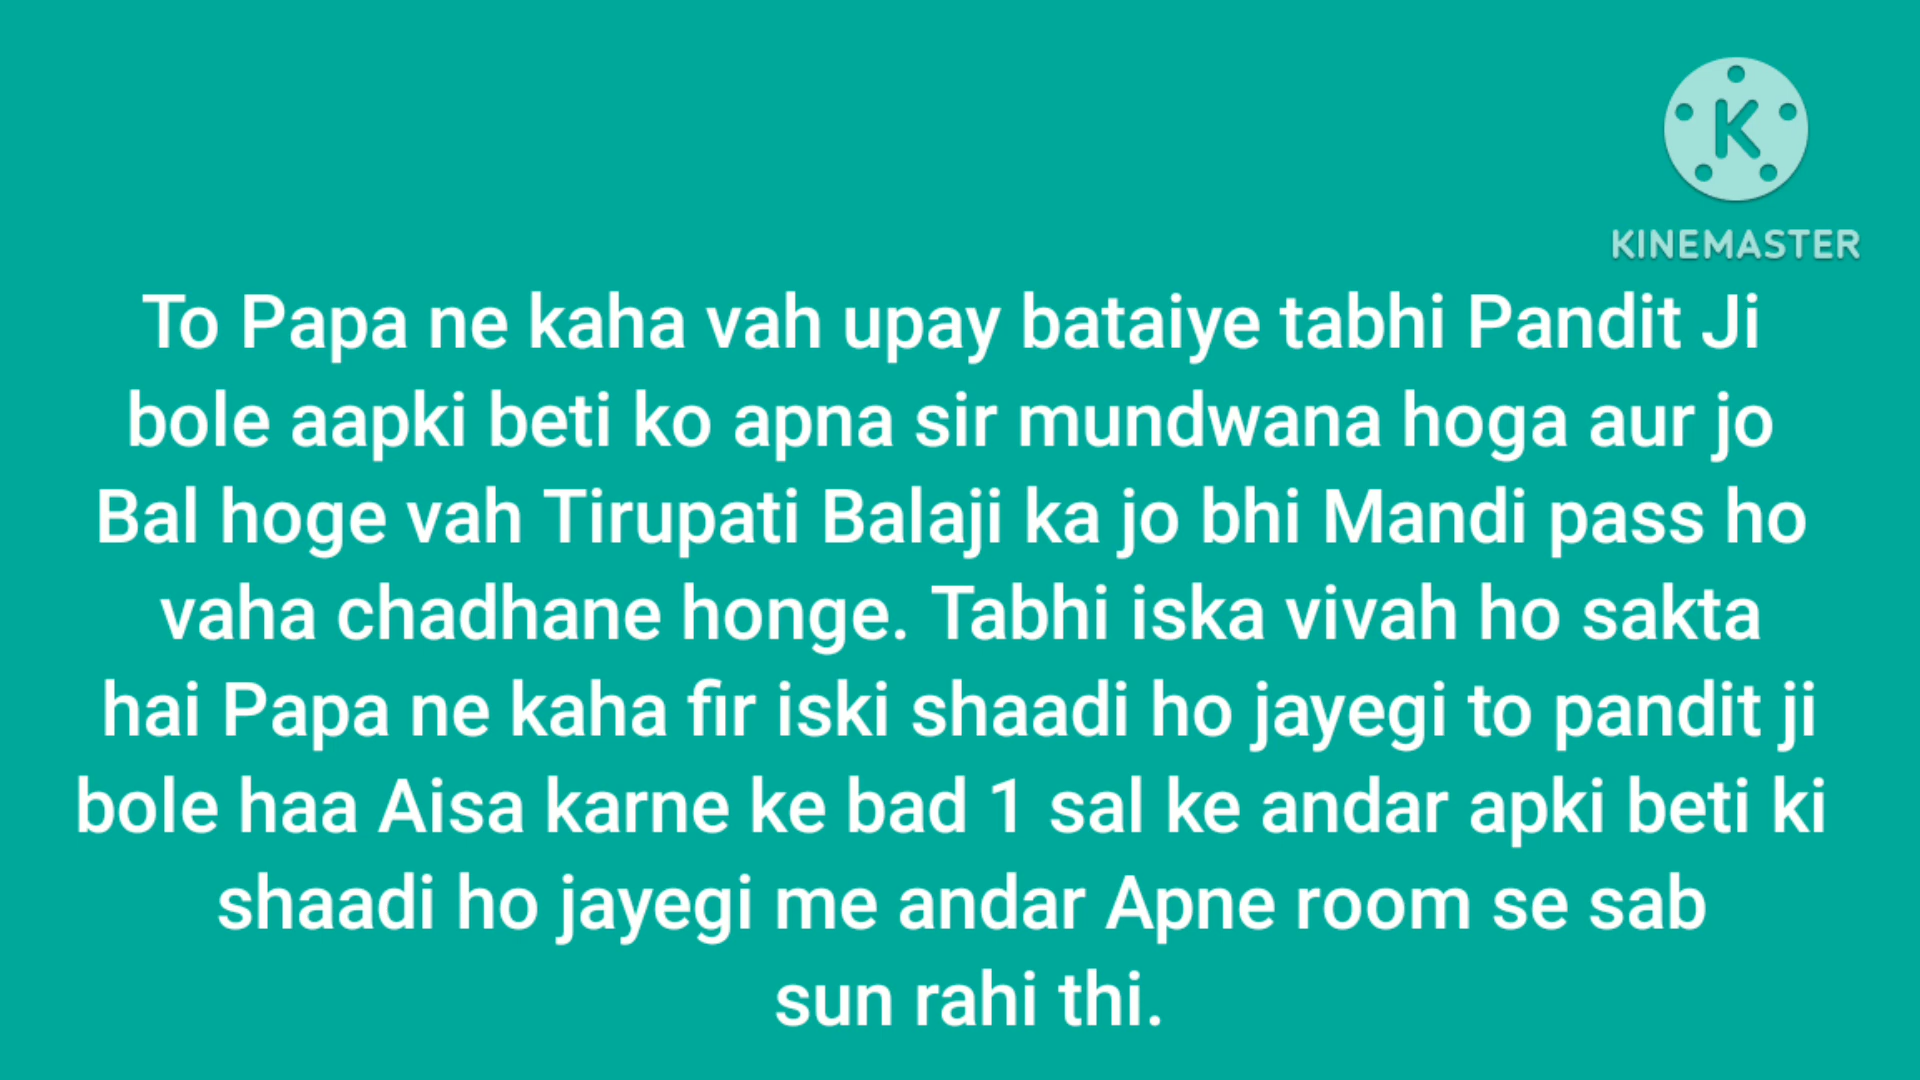 K
KINEMASTER
To Papa ne kaha vah upay bataiye tabhi Pandit Ji
bole aapki beti ko apna sir mundwana hoga aur jo
Bal hoge vah Tirupati Balaji ka jo bhi Mandi pass ho
vaha chadhane honge. Tabhi iska vivah ho sakta
hai Papa ne kaha fir iski shaadi ho jayegi to pandit ji
bole haa Aisa karne ke bad 1 sal ke andar apki beti ki
shaadi ho jayegi me andar Apne room se sab
sun rahi thi.